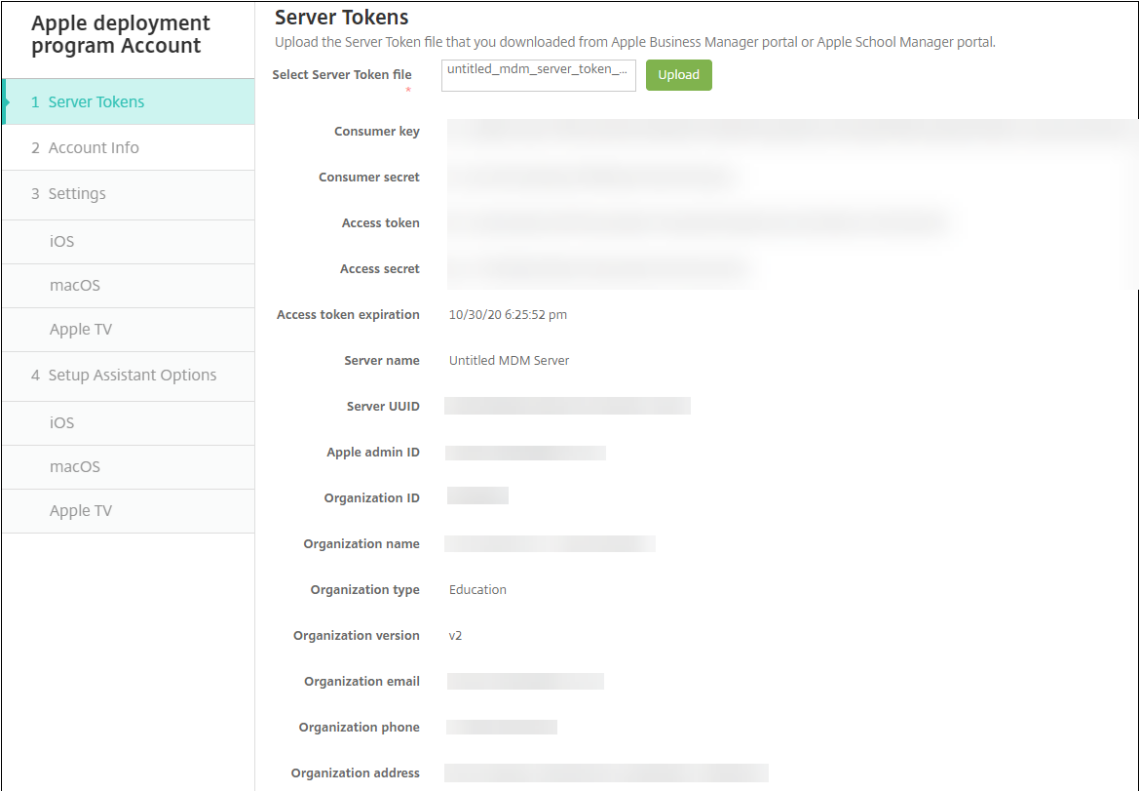 Apple deployment
program Account
1 Server Tokens
2 Account Info
3 Settings
iOS
macOS
Apple TV
4 Setup Assistant Options
iOS
macOS
Apple TV
Server Tokens
Upload the Server Token file that you downloaded from Apple Business Manager portal or Apple School Manager portal.
Select Server Token file untitled_mdm_server_token_... Upload
*
Consumer key
Consumer secret
Access token
Access secret
Access token expiration 10/30/20 6:25:52 pm
Server name Untitled MDM Server
Server UUID
Apple admin ID
Organization ID
Organization name
Organization type Education
Organization version v2
Organization email
Organization phone
Organization address